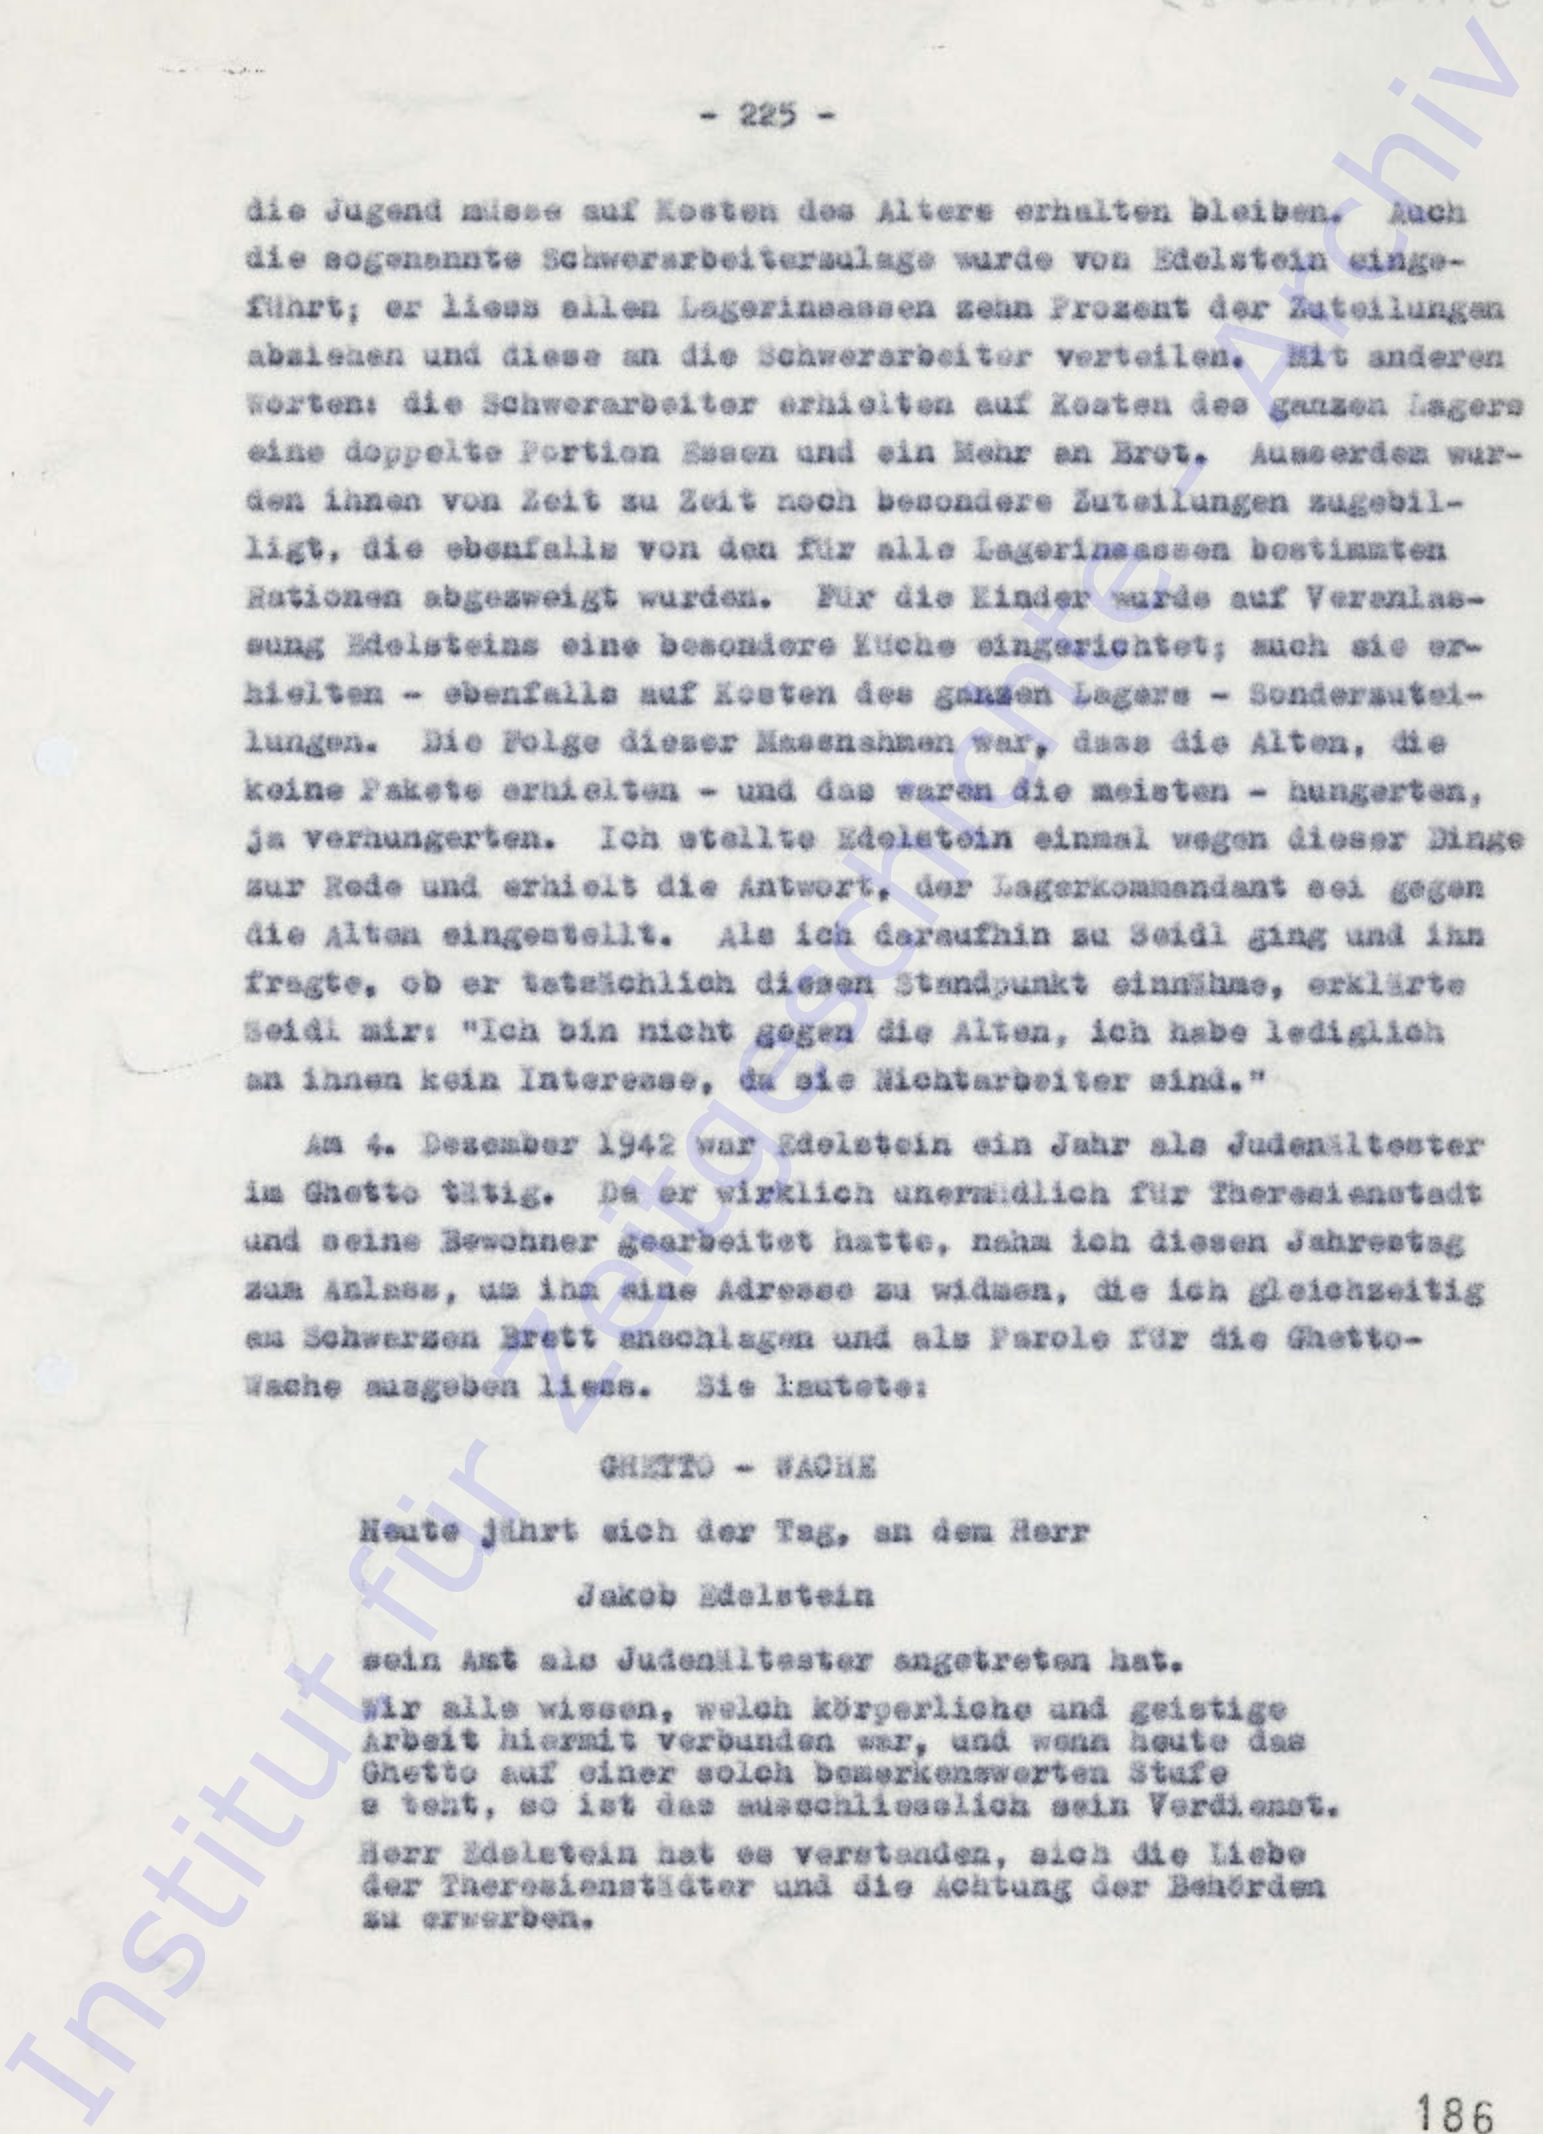 - 225 -
die Jugend müsse auf Kosten des Alters erhalten bleiben. Auch
die sogenannte Schwerarbeiterzulage wurde von Edelstein einge-
führt; er liess allen Lagerinsassen zehn Prozent der Zuteilungen
abziehen und diese an die Schwerarbeiter verteilen. Mit anderen
Worten: die Schwerarbeiter erhielten auf Kosten des ganzen Lagers
eine doppelte Portion Essen und ein Mehr an Brot. Ausserdem wur-
den ihnen von Zeit zu Zeit noch besondere Zuteilungen zugebil-
ligt, die ebenfalls von den für alle Lagerinsassen bestimmten
Rationen abgezweigt wurden. Für die Kinder wurde auf Veranlas-
sung Edelsteins eine besondere Küche eingerichtet; auch sie er-
hielten - ebenfalls auf Kosten des ganzen Lagers - Sonderzutei-
lungen. Die Folge dieser Massnahmen war, dass die Alten, die
keine Pakete erhielten - und das waren die meisten - hungerten,
ja verhungerten. Ich stellte Edelstein einmal wegen dieser Dinge
zur Rede und erhielt die Antwort, der Lagerkommandant sei gegen
die Alten eingestellt. Als ich daraufhin zu Seidl ging und ihn
fragte, ob er tatsächlich diesen Standpunkt einnähme, erklärte
Seidl mir: "Ich bin nicht gegen die Alten, ich habe lediglich
an ihnen kein Interesse, da sie Nichtarbeiter sind."
Am 4. Dezember 1942 war Edelstein ein Jahr als Judenältester
im Ghetto tätig. Da er wirklich unermüdlich für Theresienstadt
und seine Bewohner gearbeitet hatte, nahm ich diesen Jahrestag
zum Anlass, um ihm eine Adresse zu widmen, die ich gleichzeitig
am Schwarzen Brett anschlagen und als Parole für die Ghetto-
Wache ausgeben liess. Sie lautete:
GHETTO - WACHE
Heute jährt sich der Tag, an dem Herr
Jakob Edelstein
sein Amt als Judenältester angetreten hat.
Wir alle wissen, welch körperliche und geistige
Arbeit hiermit verbunden war, und wenn heute das
Ghetto auf einer solch bemerkenswerten Stufe
s teht, so ist das ausschliesslich sein Verdienst.
Herr Edelstein hat es verstanden, sich die Liebe
der Theresienstädter und die Achtung der Behörden
zu erwerben.
186
Institut für Zeitgeschichte - Archiv